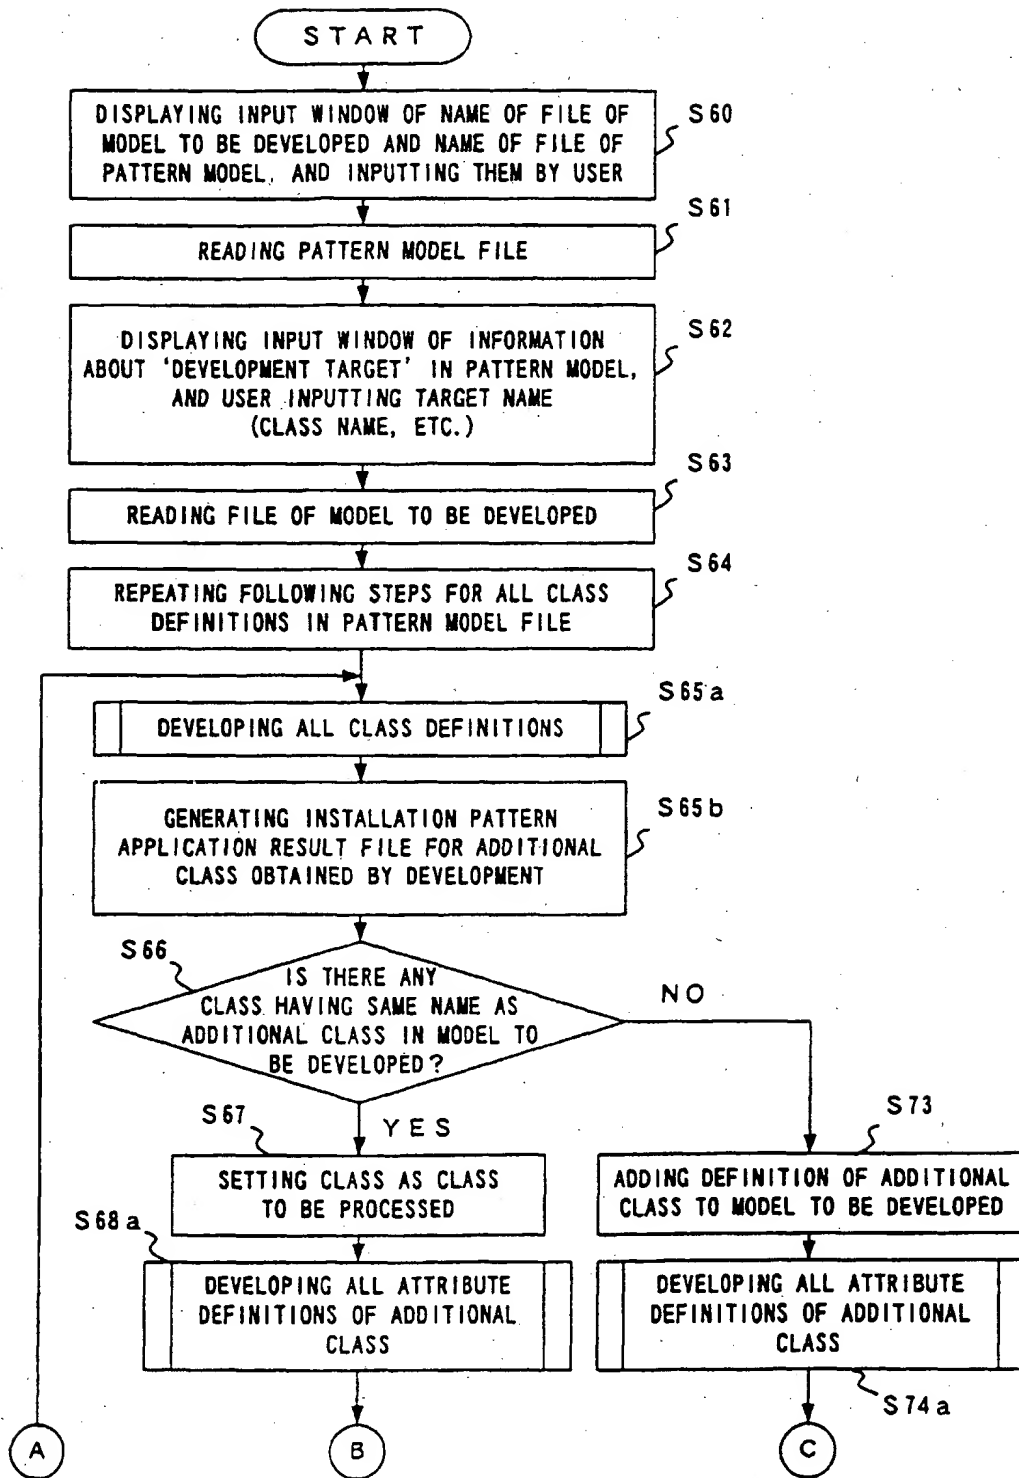 START
DISPLAYING INPUT WINDOW OF NAME OF FILE OF
MODEL TO BE DEVELOPED AND NAME OF FILE OF
PATTERN MODEL, AND INPUTTING THEM BY USER
S60
S61
READING PATTERN MODEL FILE
S62
DISPLAYING INPUT WINDOW OF INFORMATION
ABOUT 'DEVELOPMENT TARGET' IN PATTERN MODEL,
AND USER INPUTTING TARGET NAME
(CLASS NAME, ETC.)
S63
READING FILE OF MODEL TO BE DEVELOPED
S64
REPEATING FOLLOWING STEPS FOR ALL CLASS
DEFINITIONS IN PATTERN MODEL FILE
S65a
DEVELOPING ALL CLASS DEFINITIONS
S65b
GENERATING INSTALLATION PATTERN
APPLICATION RESULT FILE FOR ADDITIONAL
CLASS OBTAINED BY DEVELOPMENT
S66
IS THERE ANY
CLASS HAVING SAME NAME AS
ADDITIONAL CLASS IN MODEL TO
BE DEVELOPED?
NO
YES
S67
SETTING CLASS AS CLASS
TO BE PROCESSED
S73
ADDING DEFINITION OF ADDITIONAL
CLASS TO MODEL TO BE DEVELOPED
S68a
DEVELOPING ALL ATTRIBUTE
DEFINITIONS OF ADDITIONAL
CLASS
DEVELOPING ALL ATTRIBUTE
DEFINITIONS OF ADDITIONAL
CLASS
S74a
A
B
C